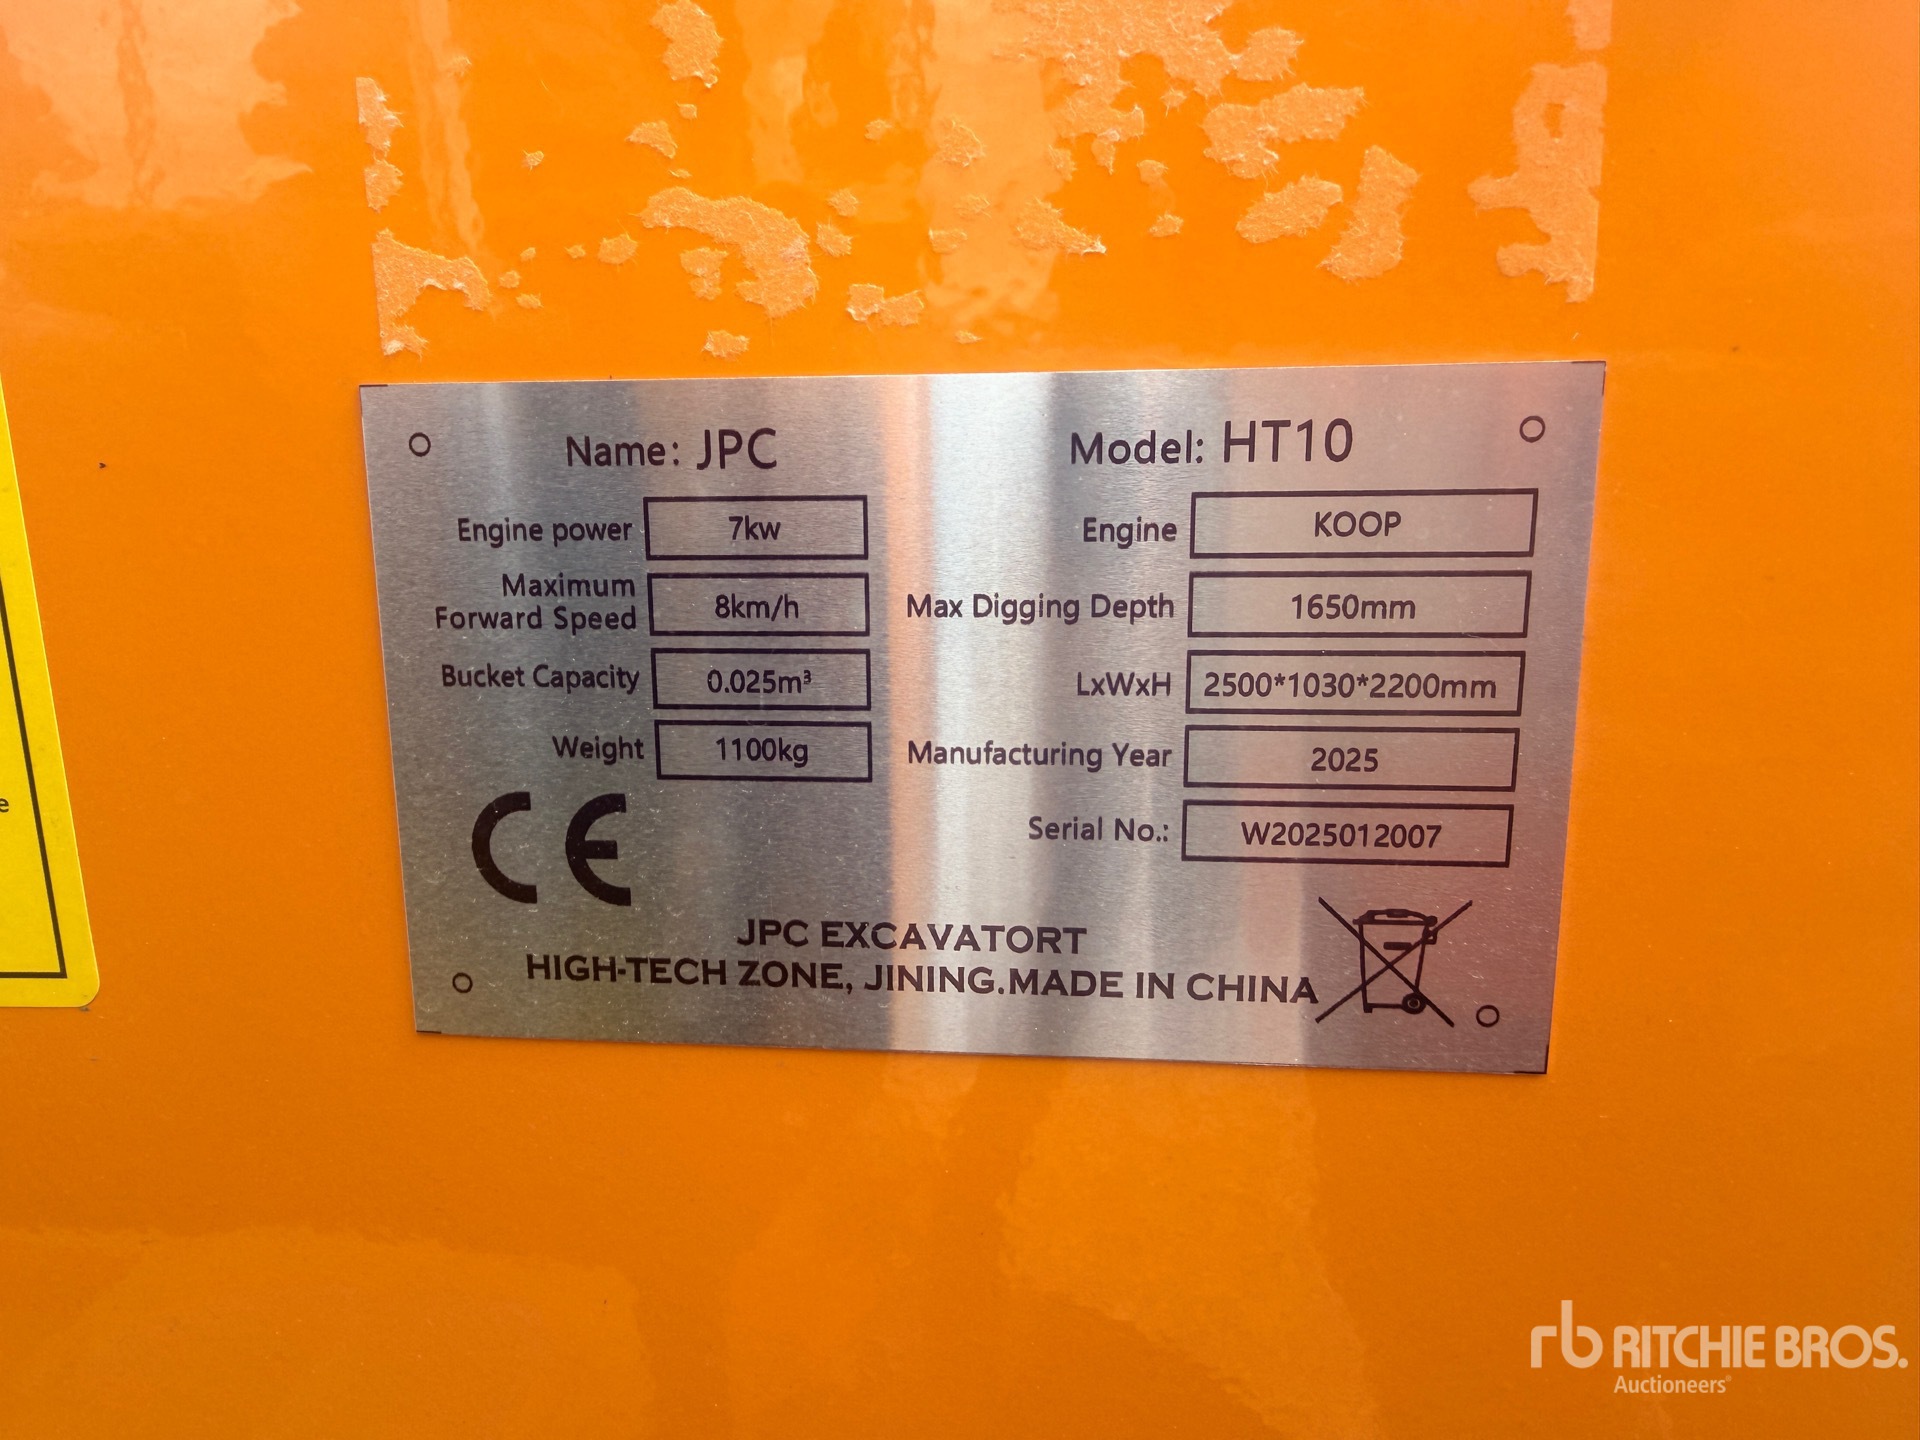 Name: JPC
Model: HT10
Engine power 7kw
Engine KOOP
Maximum
Forward Speed 8km/h
Max Digging Depth 1650mm
Bucket Capacity 0.025m³
LxWxH 2500*1030*2200mm
Weight 1100kg
Manufacturing Year 2025
Serial No.: W2025012007
CE
JPC EXCAVATORT
HIGH-TECH ZONE, JINING.MADE IN CHINA
e
rb RITCHIE BROS.
Auctioneers